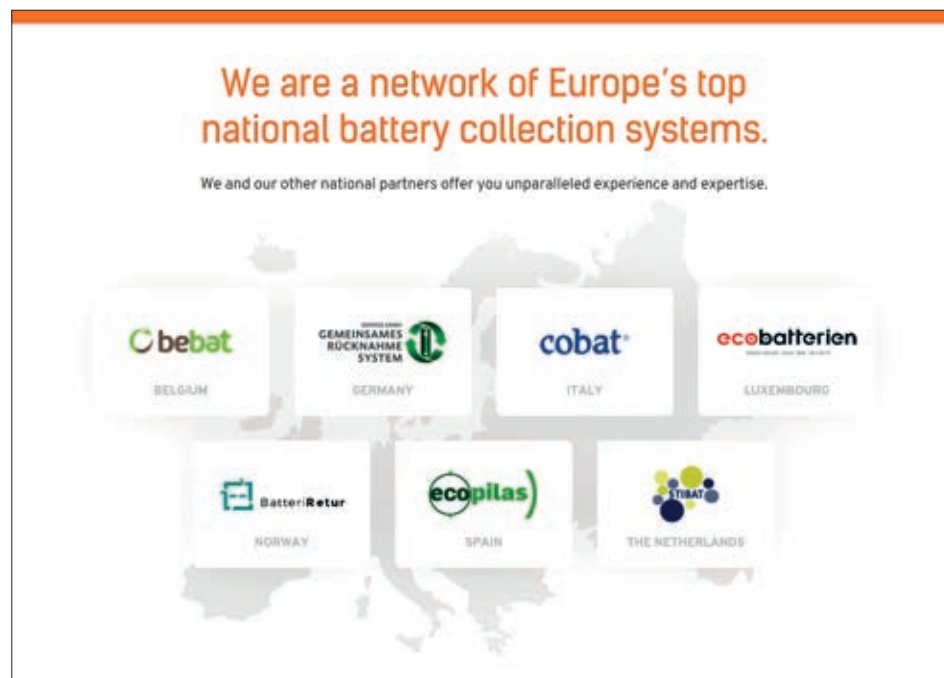 We are a network of Europe's top
national battery collection systems.
We and our other national partners offer you unparalleled experience and expertise.
bebat
BELGIUM
GEMEINSAMES
RÜCKNAHME
SYSTEM
GERMANY
cobat
ITALY
ecobatterien
LUXEMBOURG
BatteriRetur
NORWAY
ecopilas
SPAIN
STIBAT
THE NETHERLANDS